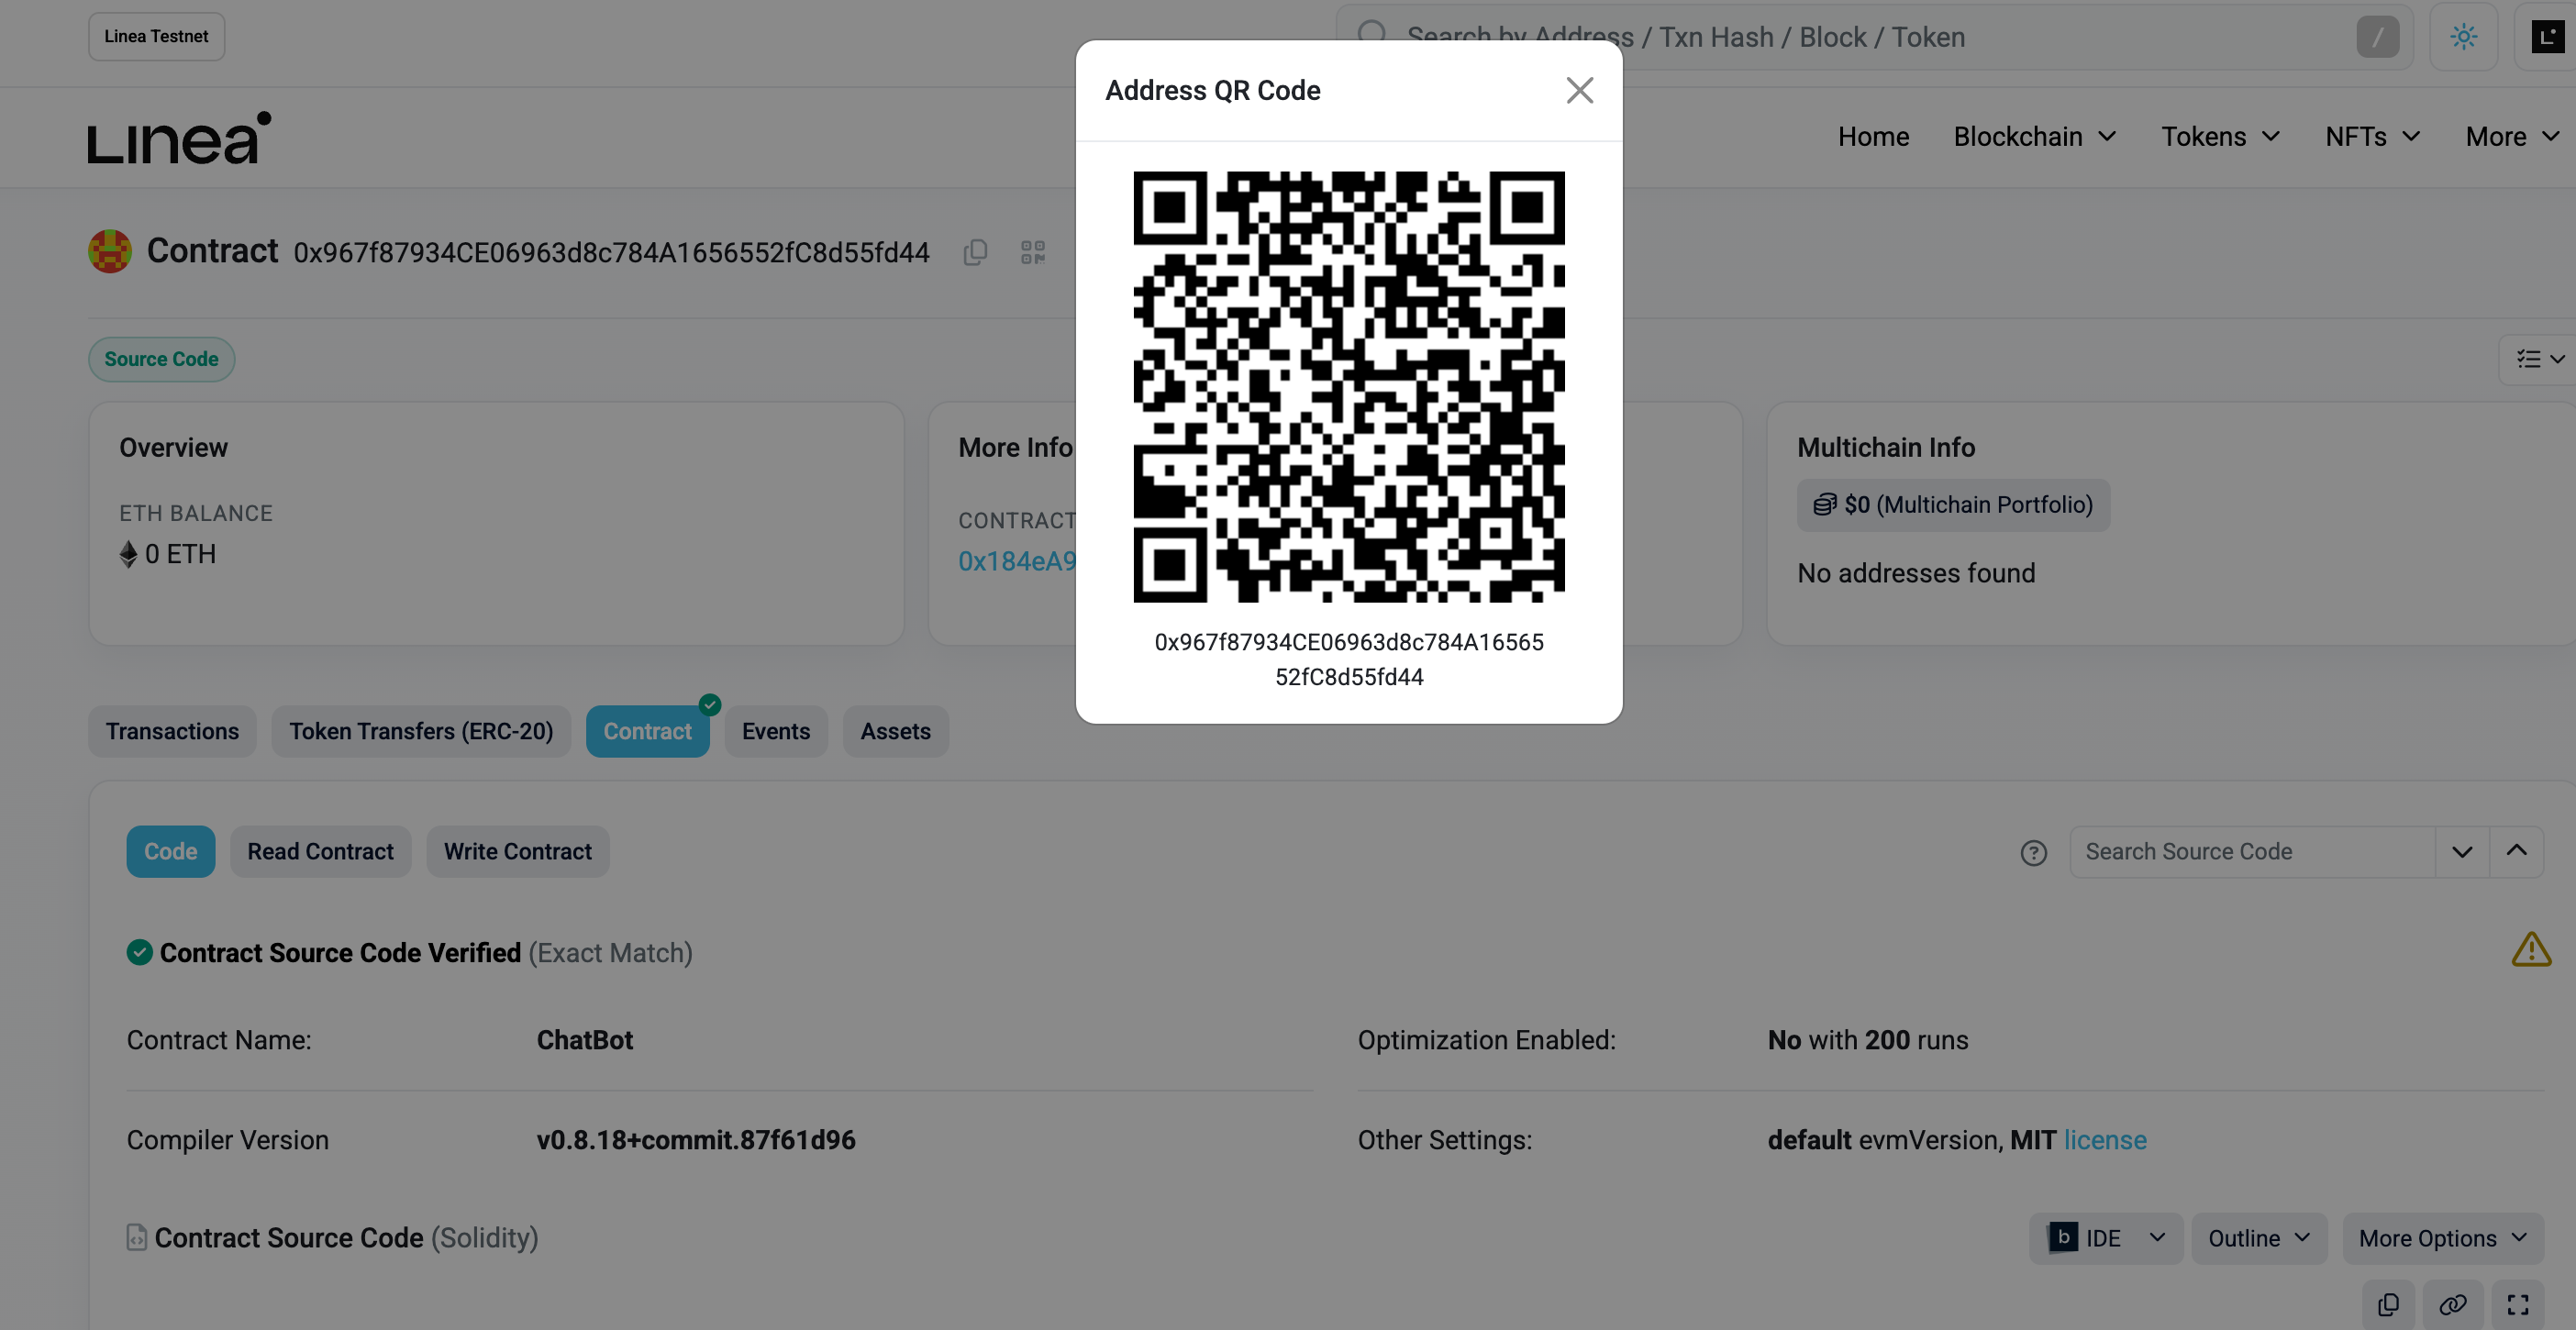 Linea Testnet
Search by Address / Txn Hash / Block / Token
/
Linea
Home Blockchain Tokens NFTs More
Address QR Code
0x967f87934CE06963d8c784A16565
52fC8d55fd44
Contract 0x967f87934CE06963d8c784A1656552fC8d55fd44
Source Code
Overview
ETH BALANCE
0 ETH
More Info
CONTRACT
0x184eA9
Multichain Info
$0 (Multichain Portfolio)
No addresses found
Transactions Token Transfers (ERC-20) Contract Events Assets
Code Read Contract Write Contract
Search Source Code
Contract Source Code Verified (Exact Match)
Contract Name: ChatBot
Optimization Enabled: No with 200 runs
Compiler Version v0.8.18+commit.87f61d96
Other Settings: default evmVersion, MIT license
Contract Source Code (Solidity)
b IDE Outline More Options